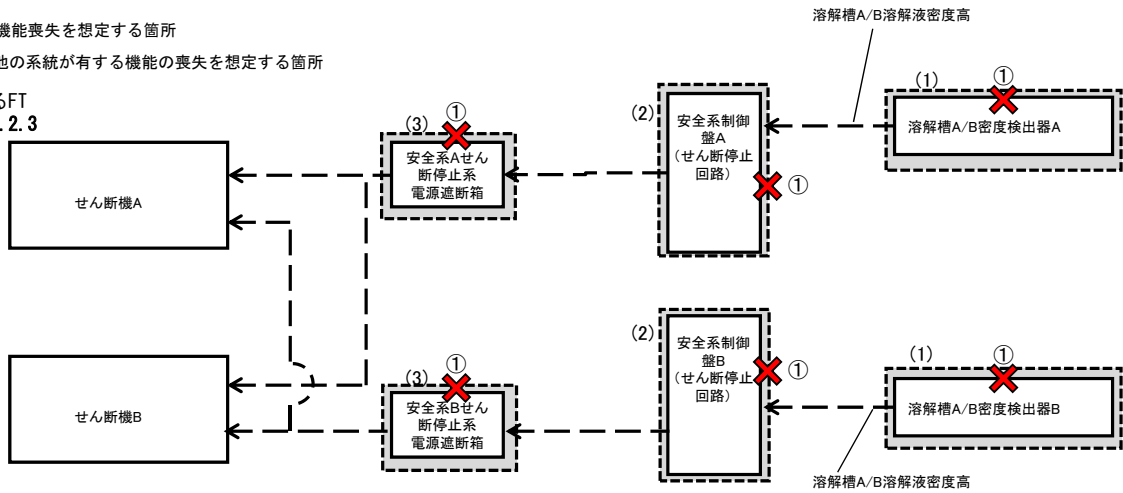 機能喪失を想定する箇所
他の系統が有する機能の喪失を想定する箇所
るFT
.2.3
溶解槽A/B溶解液密度高
(1)
①
溶解槽A/B密度検出器A
(2)
安全系制御
盤A
(せん断停止
回路)
①
(3)
①
安全系Aせん
断停止系
電源遮断箱
せん断機A
(2)
安全系制御
盤B
(せん断停止
回路)
①
(1)
①
溶解槽A/B密度検出器B
(3)
①
安全系Bせん
断停止系
電源遮断箱
せん断機B
溶解槽A/B溶解液密度高